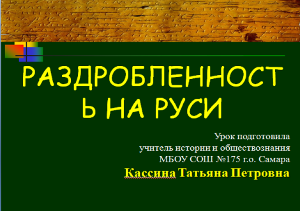 РАЗДРОБЛЕННОСТ
Ь НА РУСИ
Урок подготовила
учитель истории и обществознания
МБОУ СОШ №175 г.о. Самара
Кассина Татьяна Петровна